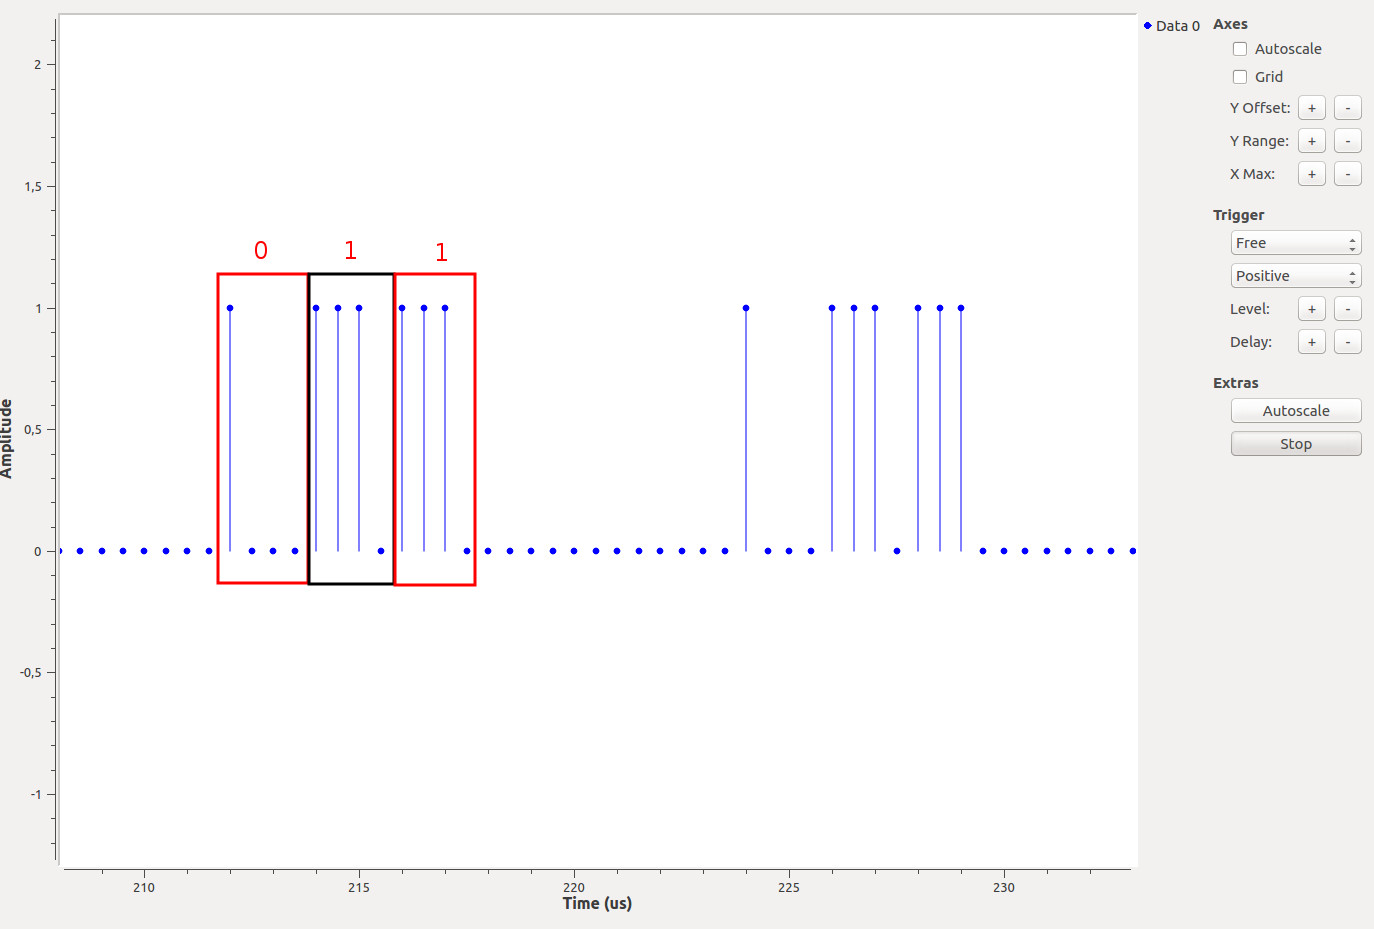 Data 0
Axes
Autoscale
Grid
Y Offset: + -
Y Range: + -
X Max: + -
Trigger
Free
Positive
Level: + -
Delay: + -
Extras
Autoscale
Stop
0 1 1
Amplitude
2
1,5
1
0,5
0
-0,5
-1
210 215 220 225 230
Time (us)